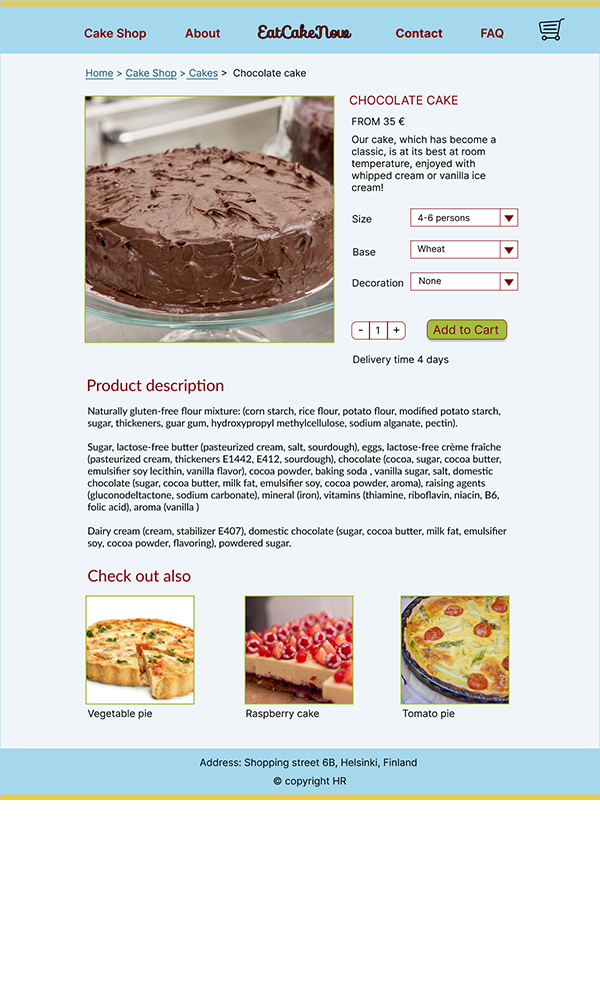 Cake Shop About EatCakeNow Contact FAQ
Home > Cake Shop > Cakes > Chocolate cake
CHOCOLATE CAKE
FROM 35 €
Our cake, which has become a
classic, is at its best at room
temperature, enjoyed with
whipped cream or vanilla ice
cream!
Size 4-6 persons
Base Wheat
Decoration None
- 1 + Add to Cart
Delivery time 4 days
Product description
Naturally gluten-free flour mixture: (corn starch, rice flour, potato flour, modified potato starch,
sugar, thickeners, guar gum, hydroxypropyl methylcellulose, sodium alganate, pectin).
Sugar, lactose-free butter (pasteurized cream, salt, sourdough), eggs, lactose-free crème fraîche
(pasteurized cream, thickeners E1442, E412, sourdough), chocolate (cocoa, sugar, cocoa butter,
emulsifier soy lecithin, vanilla flavor), cocoa powder, baking soda , vanilla sugar, salt, domestic
chocolate (sugar, cocoa butter, milk fat, emulsifier soy, cocoa powder, aroma), raising agents
(gluconodeltactone, sodium carbonate), mineral (iron), vitamins (thiamine, riboflavin, niacin, B6,
folic acid), aroma (vanilla )
Dairy cream (cream, stabilizer E407), domestic chocolate (sugar, cocoa butter, milk fat, emulsifier
soy, cocoa powder, flavoring), powdered sugar.
Check out also
Vegetable pie Raspberry cake Tomato pie
Address: Shopping street 6B, Helsinki, Finland
© copyright HR